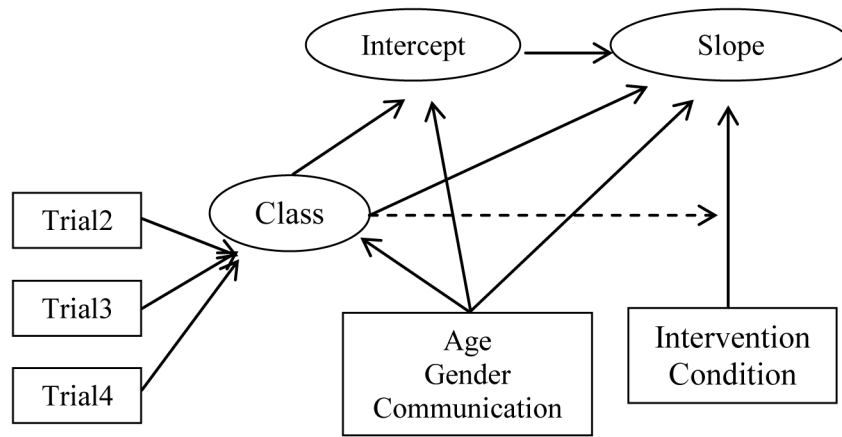 Intercept
Slope
Class
Trial2
Trial3
Trial4
Age
Gender
Communication
Intervention
Condition